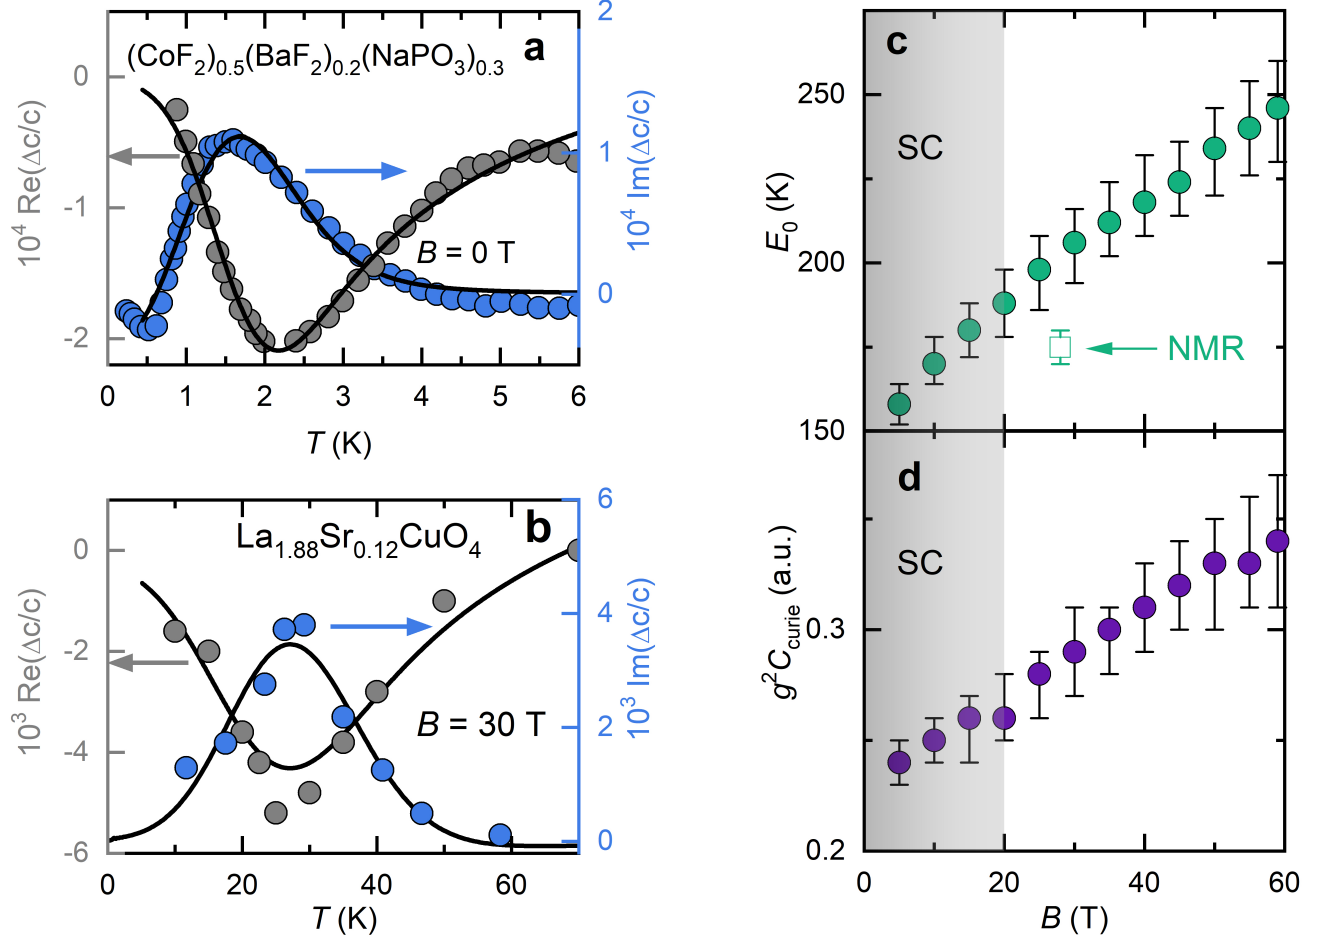 a
(CoF2)0.5(BaF2)0.2(NaPO3)0.3
B = 0 T
10^4 Re(Δc/c)
0
-1
-2
10^4 Im(Δc/c)
2
1
0
0 1 2 3 4 5 6
T (K)
b
La1.88Sr0.12CuO4
B = 30 T
10^3 Re(Δc/c)
0
-2
-4
-6
10^3 Im(Δc/c)
6
4
2
0
0 20 40 60
T (K)
c
SC
NMR
E0 (K)
250
200
150
d
SC
g^2Ccurie (a.u.)
0.3
0.2
0 20 40 60
B (T)